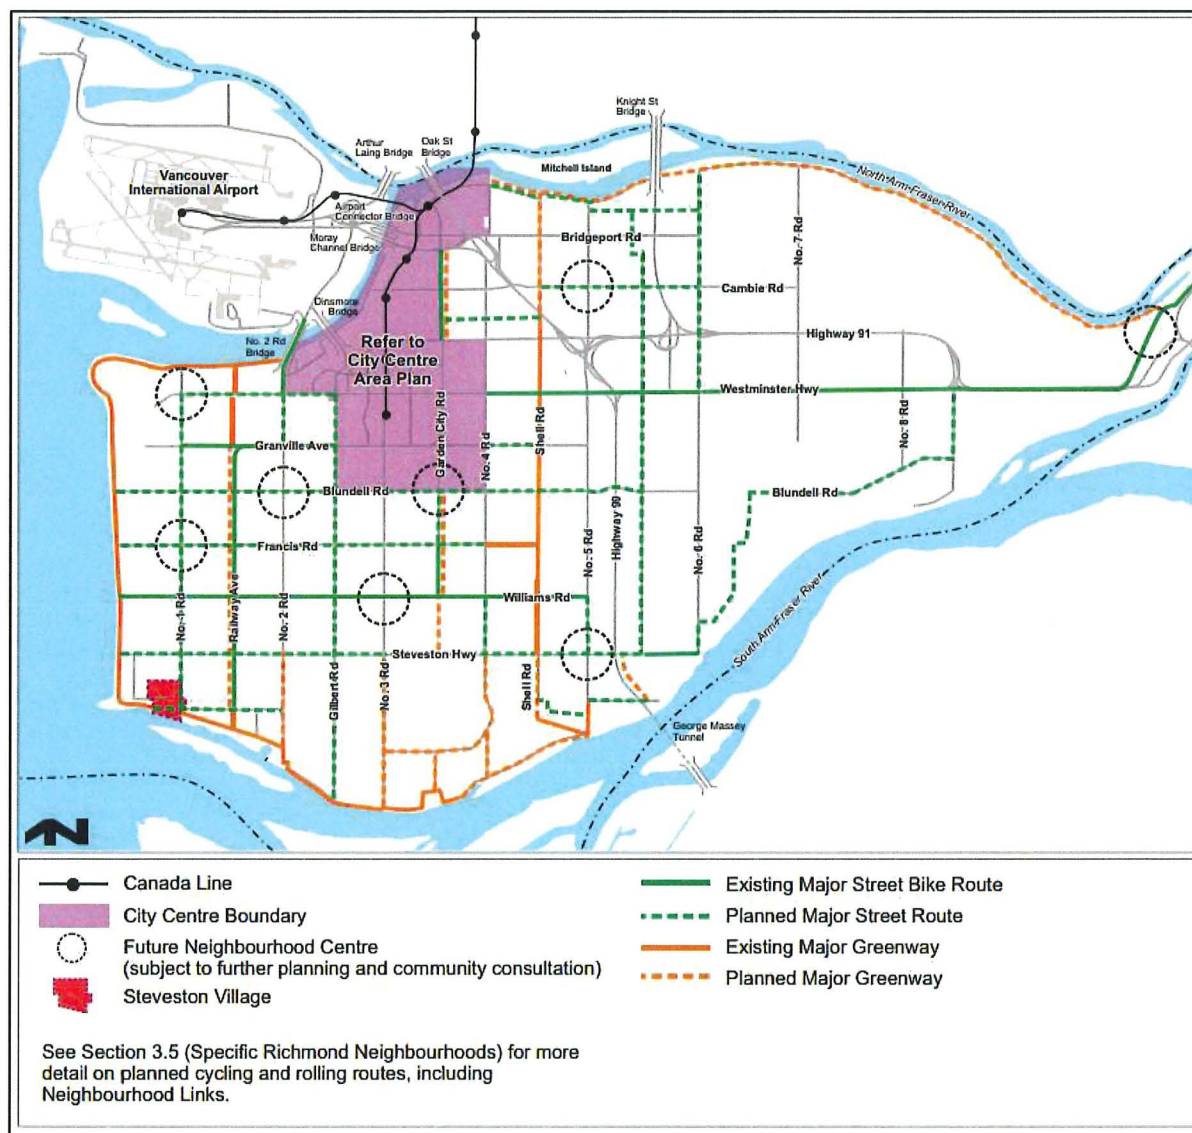 Knight St
Bridge
Arthur
Laing Bridge
Oak St
Bridge
Mitchell Island
Vancouver
International Airport
North Arm Fraser River
Airport
Connector Bridge
Moray
Channel Bridge
Bridgeport Rd
No. 7 Rd
Cambie Rd
Dinsmore
Bridge
No. 2 Rd
Bridge
Refer to
City Centre
Area Plan
Highway 91
Westminster Hwy
Garden City Rd
No. 4 Rd
Shell Rd
No. 8 Rd
Granville Ave
Blundell Rd
Blundell Rd
Highway 99
No. 5 Rd
No. 6 Rd
Francis Rd
No. 1 Rd
Railway Ave
No. 2 Rd
Williams Rd
South Arm Fraser River
Steveston Hwy
Gilbert Rd
No. 3 Rd
Shell Rd
George Massey
Tunnel
N
Canada Line
City Centre Boundary
Future Neighbourhood Centre
(subject to further planning and community consultation)
Steveston Village
Existing Major Street Bike Route
Planned Major Street Route
Existing Major Greenway
Planned Major Greenway
See Section 3.5 (Specific Richmond Neighbourhoods) for more
detail on planned cycling and rolling routes, including
Neighbourhood Links.